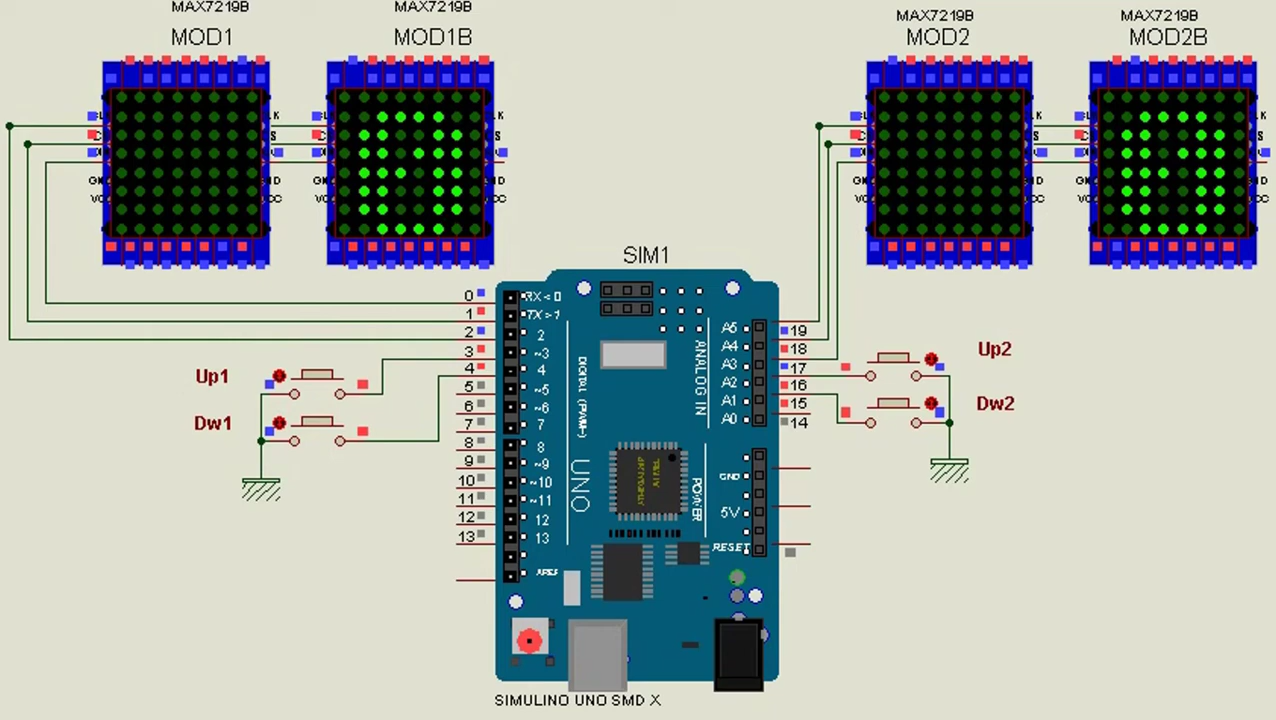 MAX7219B
MAX7219B
MAX7219B
MAX7219B
MOD1
MOD1B
MOD2
MOD2B
SIM1
0
RX < 0
1
TX > 1
2
2
3
~3
4
4
5
~5
6
~6
7
7
8
8
9
~9
10
~10
11
~11
12
12
13
13
AREF
DIGITAL (PWM~)
UNO
ANALOG IN
A5
19
A4
18
A3
17
A2
16
A1
15
A0
14
POWER
GND
5V
RESET
Up1
Dw1
Up2
Dw2
SIMULINO UNO SMD X